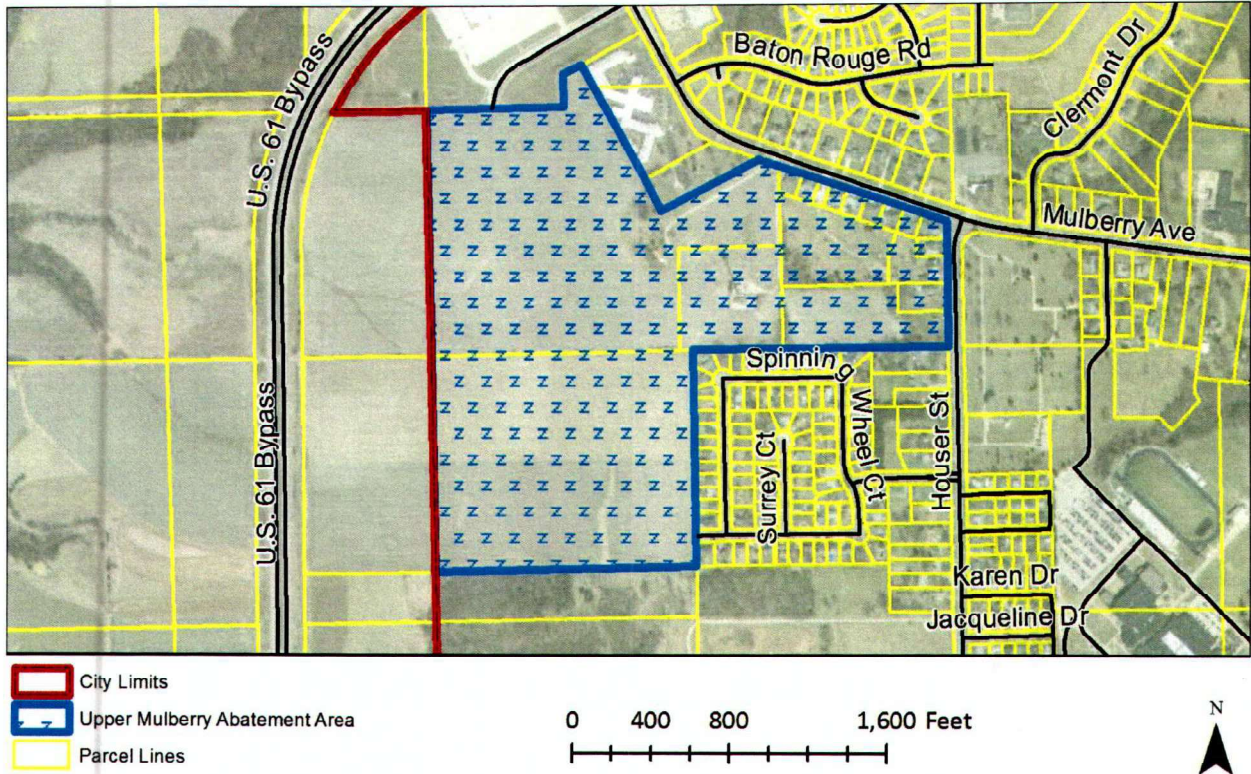 U.S. 61 Bypass
Baton Rouge Rd
Clermont Dr
Mulberry Ave
U.S. 61 Bypass
Spinning Wheel Ct
Surrey Ct
Houser St
Karen Dr
Jacqueline Dr
City Limits
Upper Mulberry Abatement Area
Parcel Lines
0 400 800 1,600 Feet
N